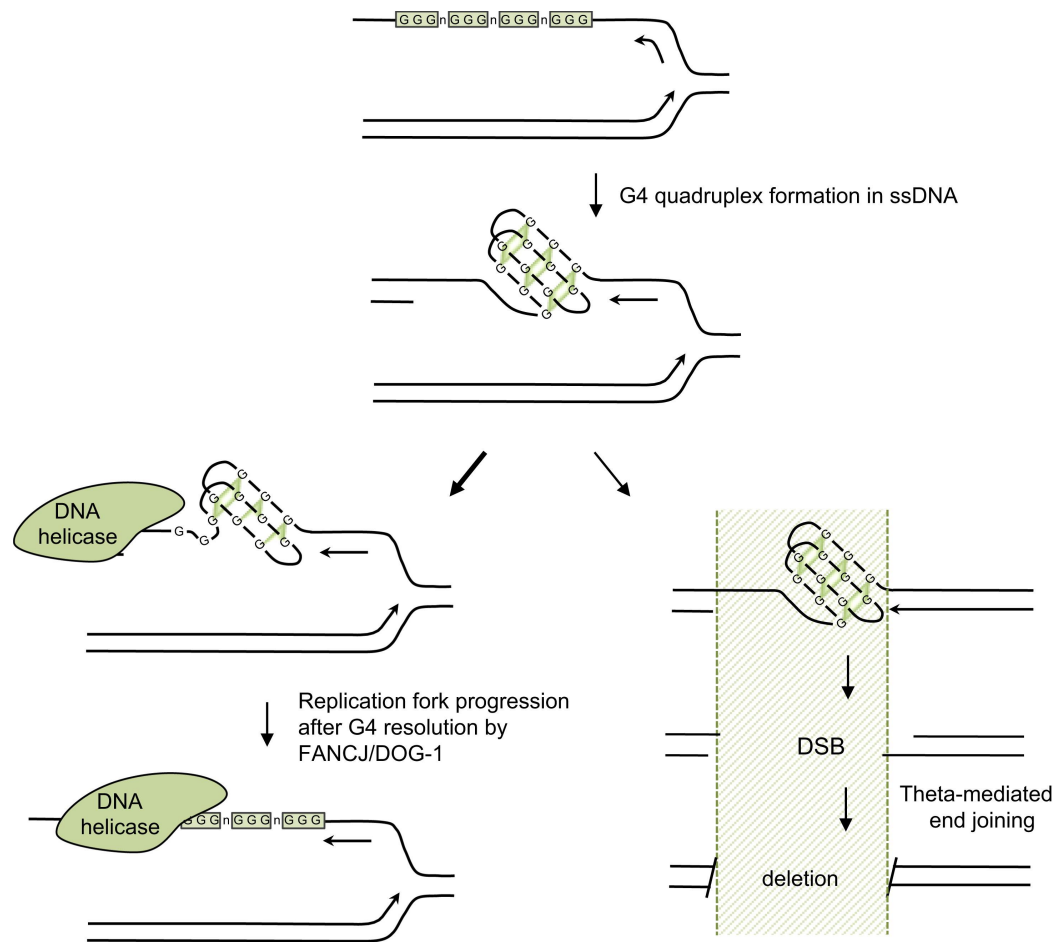 GGGnGGGnGGGnGGG
G4 quadruplex formation in ssDNA
G
G G G
G G G G
G G G
G
DNA
helicase
G
G G G
G G G G
G G G G
G
G G G
G G G G
G G G
G
Replication fork progression
after G4 resolution by
FANCJ/DOG-1
DSB
Theta-mediated
end joining
DNA
helicase
GGGnGGGnGGG
deletion